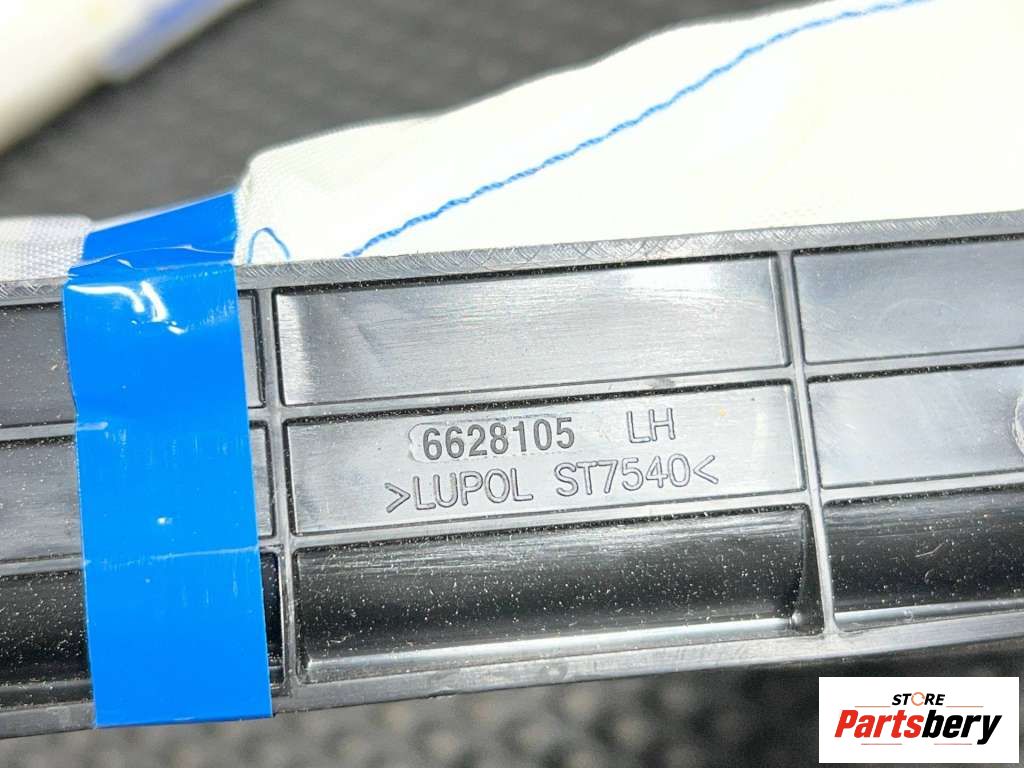 6628105 LH
>LUPOL ST7540<
STORE
Partsbery